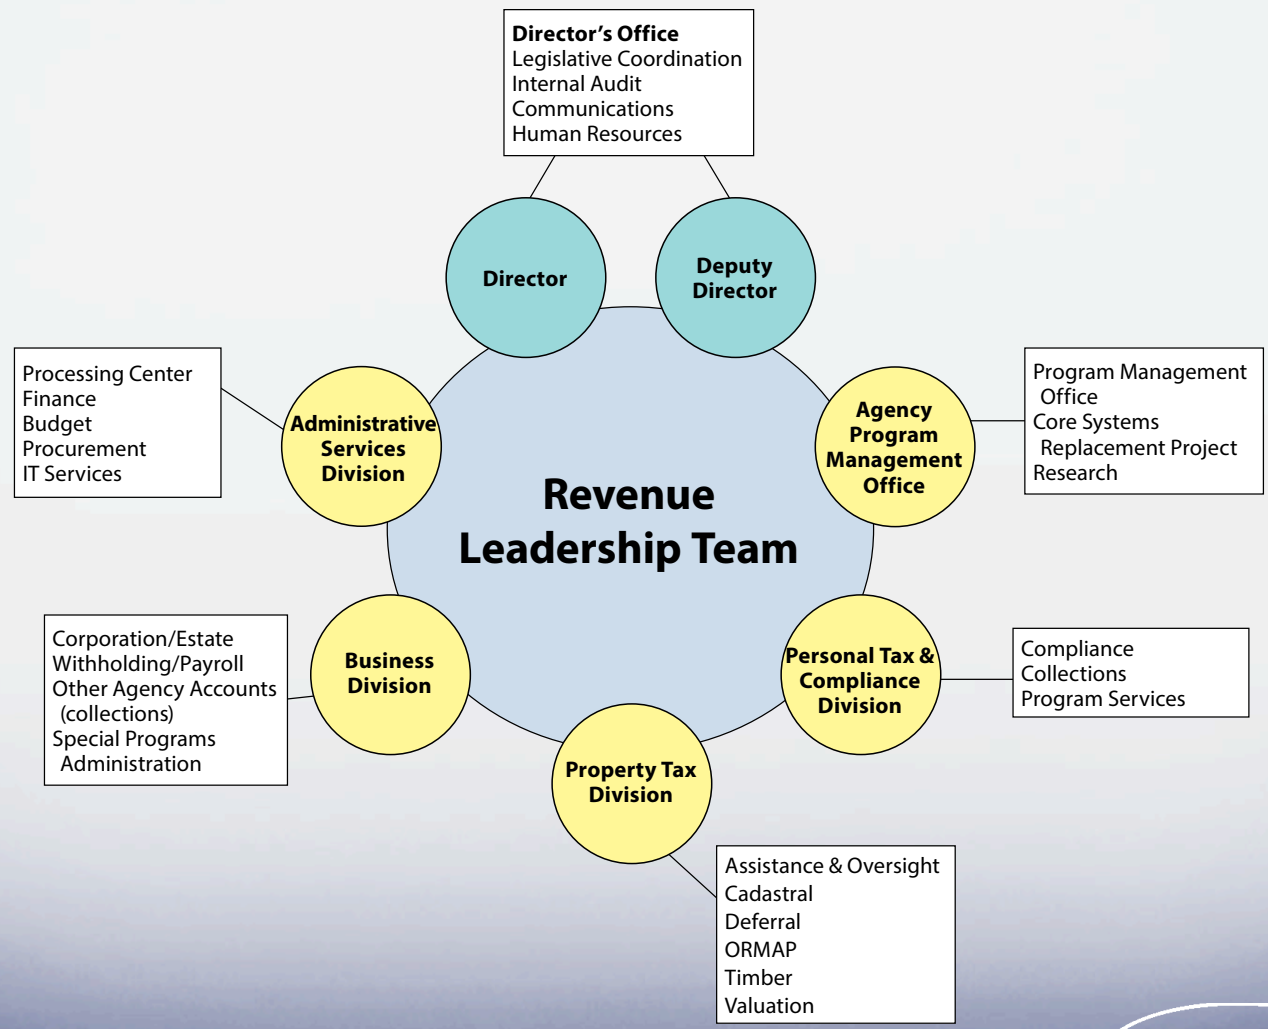 Director’s Office
Legislative Coordination
Internal Audit
Communications
Human Resources
Director
Deputy
Director
Processing Center
Finance
Budget
Procurement
IT Services
Administrative
Services
Division
Agency
Program
Management
Office
Program Management
Office
Core Systems
Replacement Project
Research
Revenue
Leadership Team
Corporation/Estate
Withholding/Payroll
Other Agency Accounts
(collections)
Special Programs
Administration
Business
Division
Personal Tax &
Compliance
Division
Compliance
Collections
Program Services
Property Tax
Division
Assistance & Oversight
Cadastral
Deferral
ORMAP
Timber
Valuation